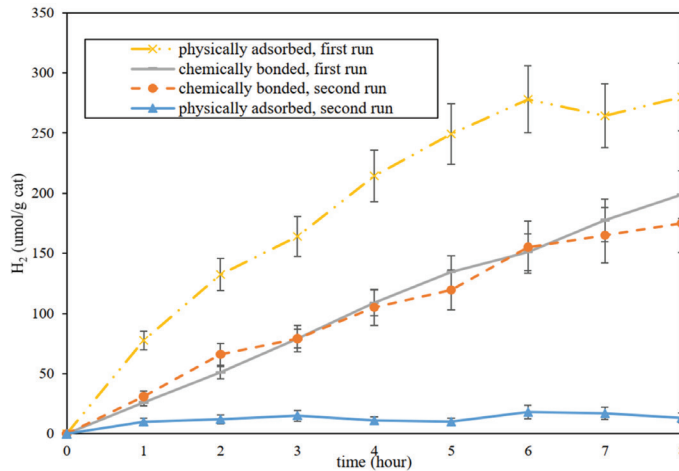 350
300
250
200
150
100
50
0
H2 (umol/g cat)
physically adsorbed, first run
chemically bonded, first run
chemically bonded, second run
physically adsorbed, second run
0 1 2 3 4 5 6 7
time (hour)